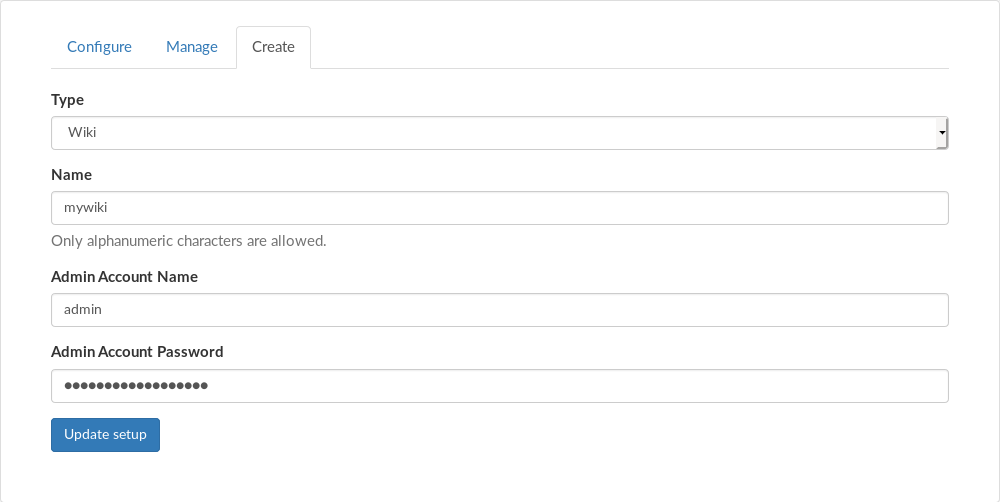 Configure Manage Create
Type
Wiki
Name
mywiki
Only alphanumeric characters are allowed.
Admin Account Name
admin
Admin Account Password
••••••••••••••••••
Update setup